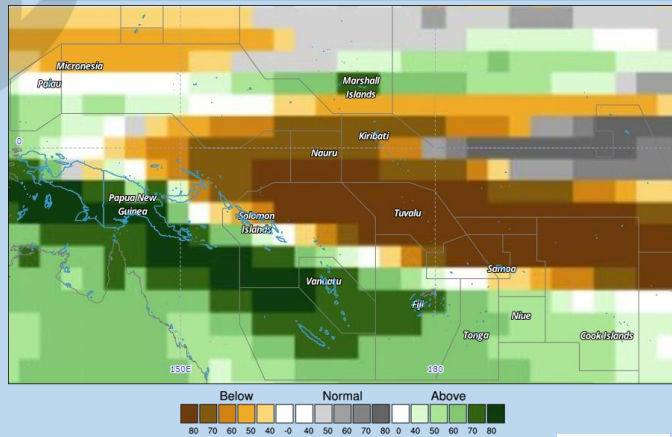 Micronesia
Palau
Marshall
Islands
0
Kiribati
Nauru
Papua New
Guinea
Solomon
Islands
Tuvalu
Samoa
Vanuatu
Fiji
Niue
Tonga
Cook Islands
150E
180
Below Normal Above
80 70 60 50 40 -0 40 50 60 70 80 0 40 50 60 70 80